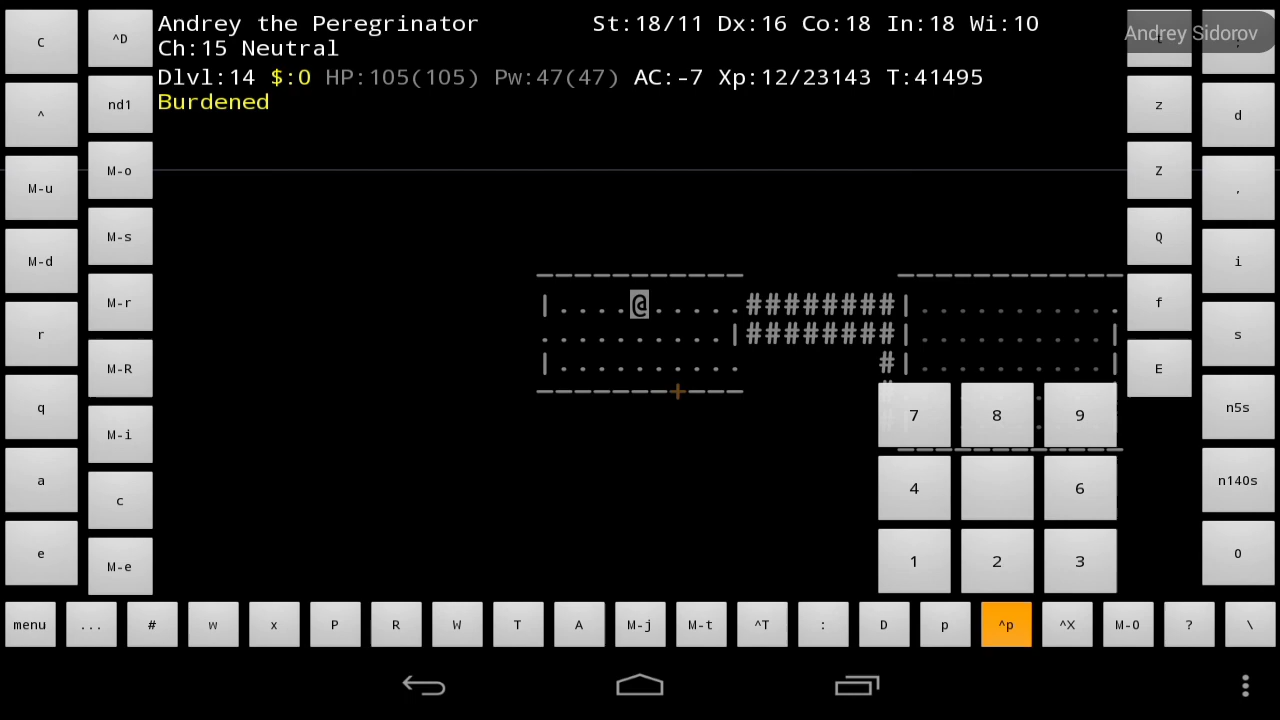 Andrey the Peregrinator St:18/11 Dx:16 Co:18 In:18 Wi:10
Ch:15 Neutral
Dlvl:14 $:0 HP:105(105) Pw:47(47) AC:-7 Xp:12/23143 T:41495
Burdened
Andrey Sidorov
c ^D
^ nd1 z d
M-u M-o Z ,
M-d M-s Q i
r M-r f s
q M-R E n5s
a M-i n140s
e c 0
M-e
-----------
|....@.....########|...........
..........|########|..........|
|.......... #|..........|
-------+---
7 8 9
4 6
1 2 3
menu ... # w x P R W T A M-j M-t ^T : D p ^p ^X M-0 ? \